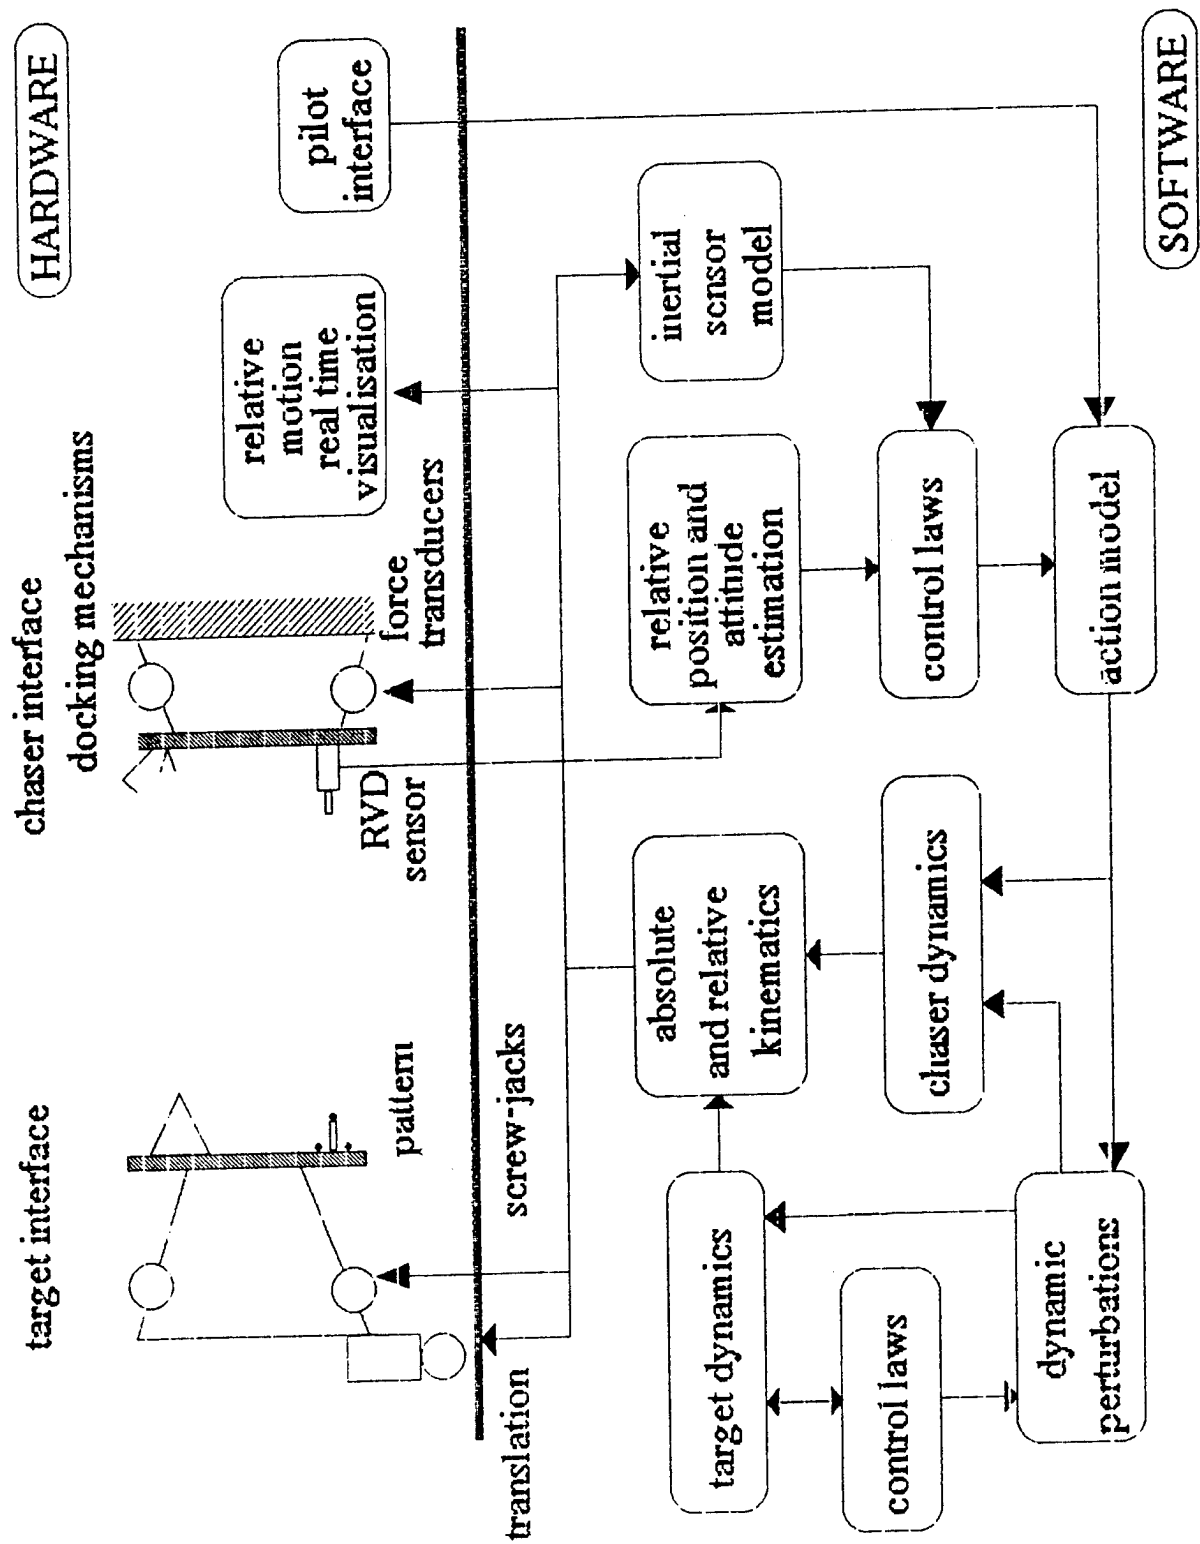 HARDWARE
target interface
chaser interface
docking mechanisms
relative
motion
real time
visualisation
pilot
interface
pattern
RVD
sensor
force
transducers
translation
screw-jacks
target dynamics
absolute
and relative
kinematics
relative
position and
attitude
estimation
inertial
sensor
model
control laws
chaser dynamics
control laws
dynamic
perturbations
action model
SOFTWARE